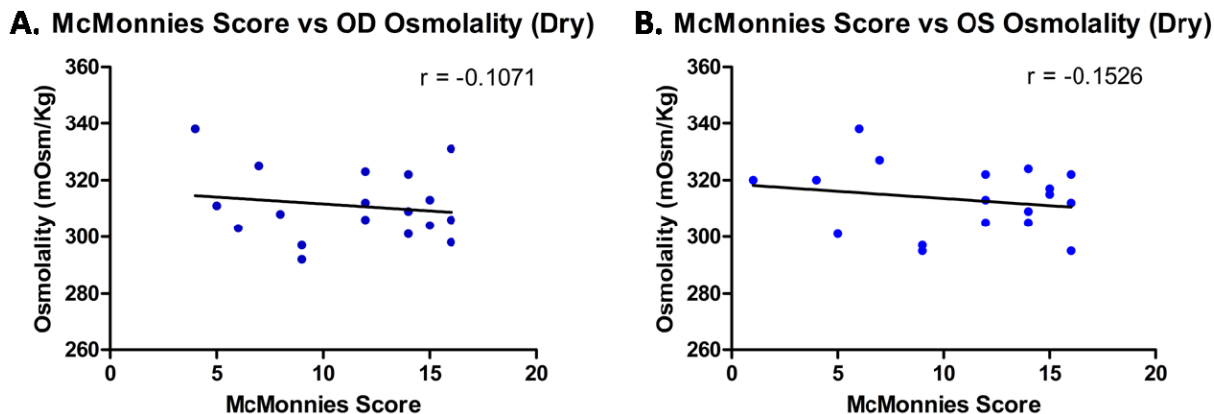 A. McMonnies Score vs OD Osmolality (Dry)
r = -0.1071
Osmolality (mOsm/Kg)
360
340
320
300
280
260
0
5
10
15
20
McMonnies Score
B. McMonnies Score vs OS Osmolality (Dry)
r = -0.1526
Osmolality (mOsm/Kg)
360
340
320
300
280
260
0
5
10
15
20
McMonnies Score